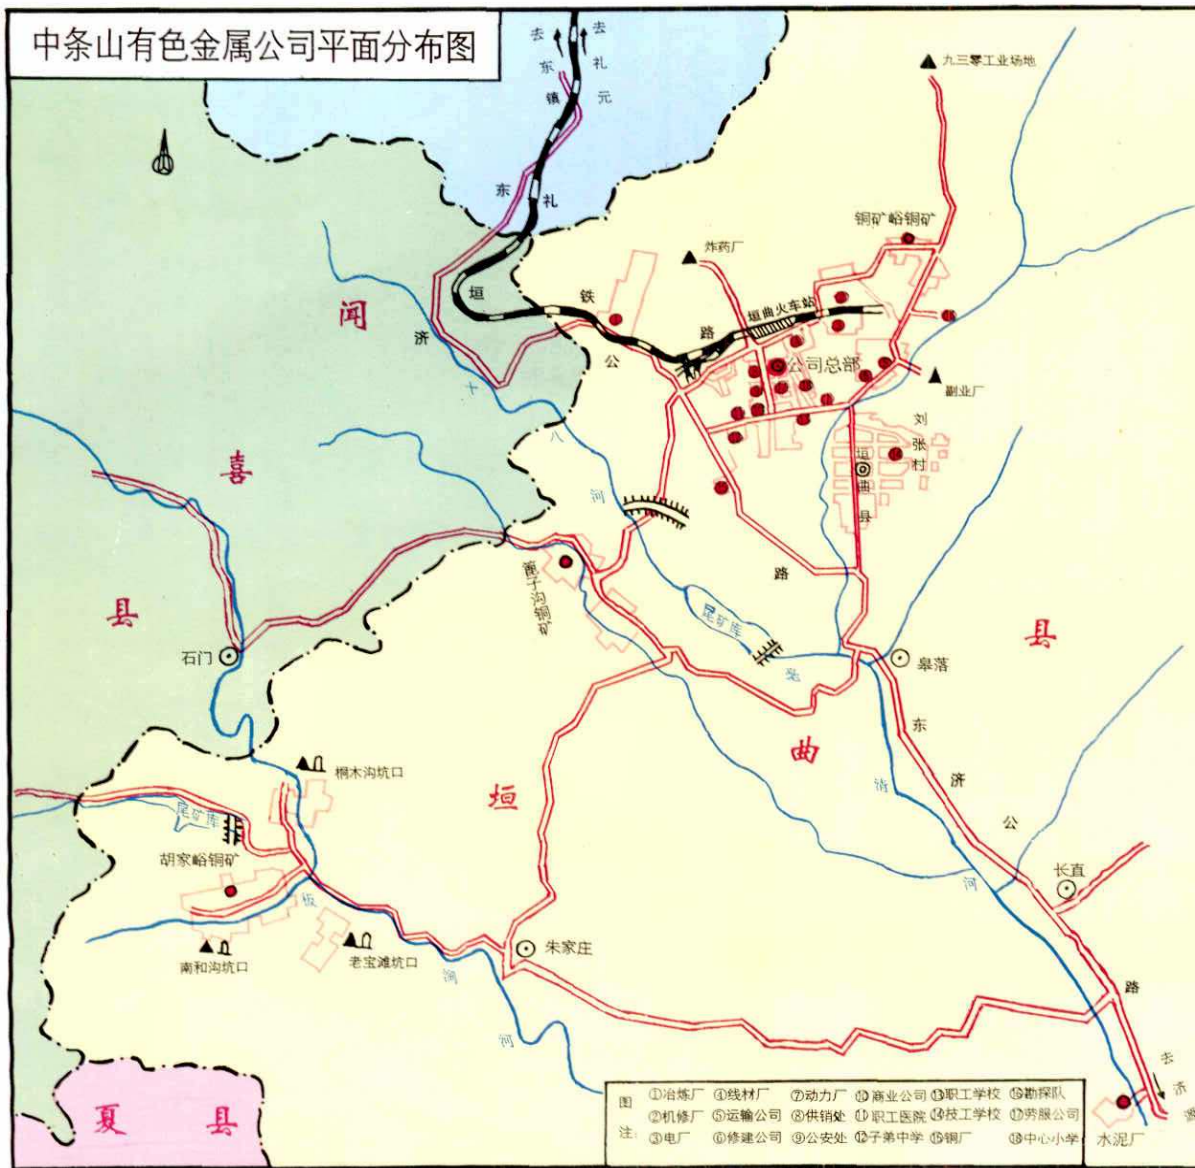 中条山有色金属公司平面分布图
去东镇
去礼元
九三零工业场地
东
礼
铜矿峪铜矿
炸药厂
垣
铁
路
垣曲火车站
闻
济
公
公司总部
副业厂
十
八
河
刘张村
垣曲县
喜
篦子沟铜矿
路
尾矿库
县
县
石门
亳
皋落
曲
东
桐木沟坑口
垣
济
清
公
尾矿库
胡家峪铜矿
河
长直
板
南和沟坑口
老宝滩坑口
涧
朱家庄
路
河
去济源
夏县
图注:
①冶炼厂 ④线材厂 ⑦动力厂 ⑩商业公司 ⑬职工学校 ⑯勘探队
②机修厂 ⑤运输公司 ⑧供销处 ⑪职工医院 ⑭技工学校 ⑰劳服公司
③电厂 ⑥修建公司 ⑨公安处 ⑫子弟中学 ⑮铜厂 ⑱中心小学
水泥厂